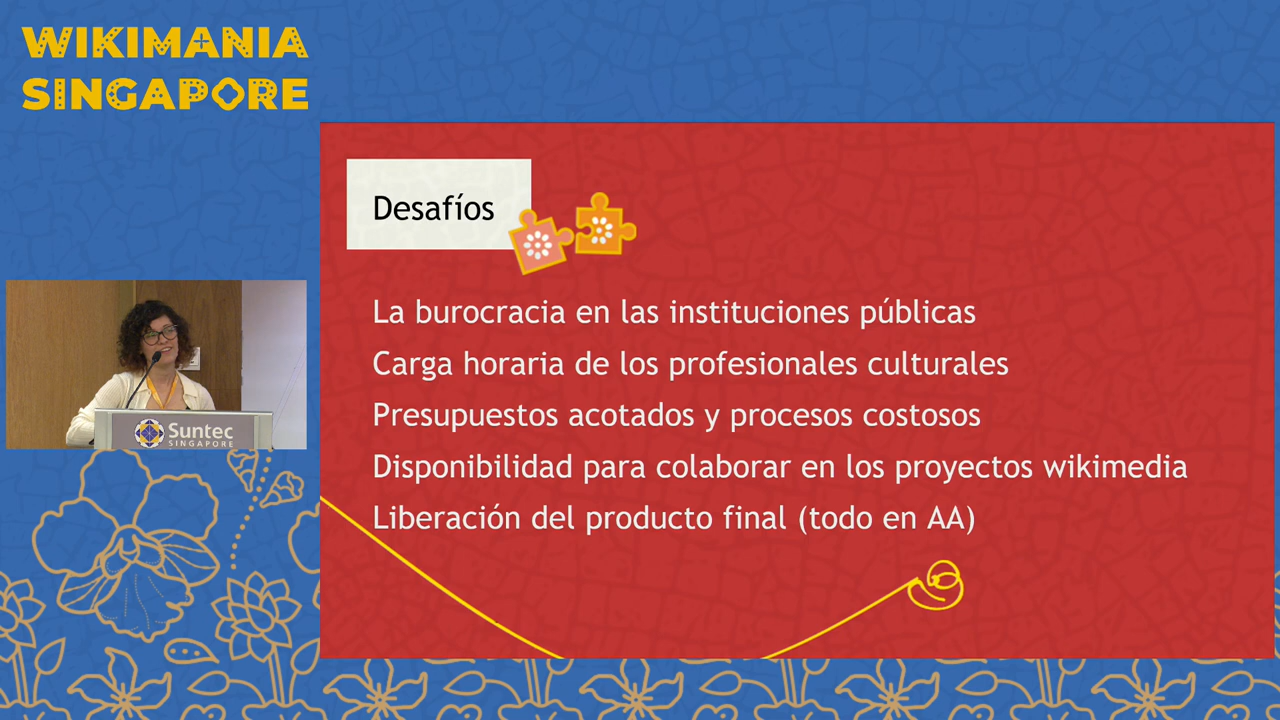 WIKIMANIA
SINGAPORE
Desafíos
La burocracia en las instituciones públicas
Carga horaria de los profesionales culturales
Presupuestos acotados y procesos costosos
Disponibilidad para colaborar en los proyectos wikimedia
Liberación del producto final (todo en AA)
Suntec
SINGAPORE